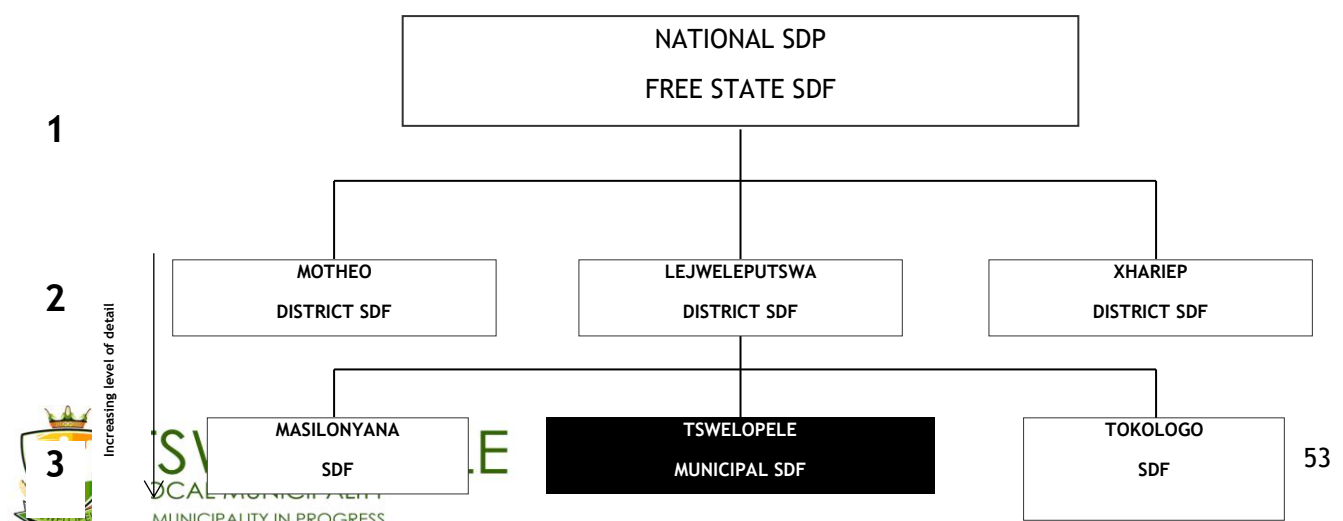 NATIONAL SDP
FREE STATE SDF
1
2
MOTHEO
DISTRICT SDF
LEJWELEPUTSWA
DISTRICT SDF
XHARIEP
DISTRICT SDF
Increasing level of detail
3
MASILONYANA
SDF
TSWELOPELE
MUNICIPAL SDF
TOKOLOGO
SDF
53
MUNICIPALITY IN PROGRESS